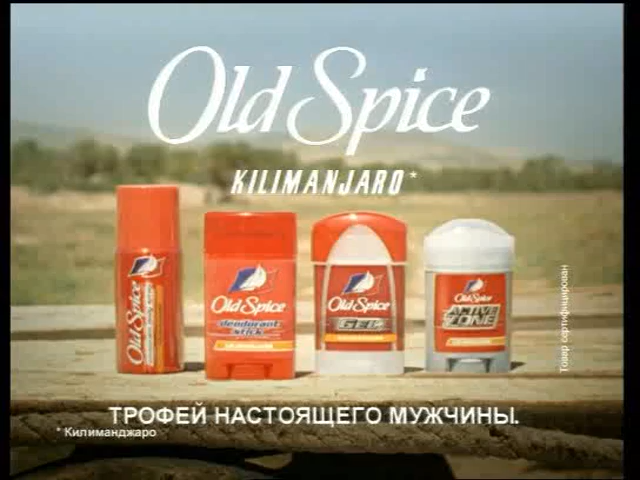 Old Spice
KILIMANJARO*
Old Spice
Old Spice
deodorant
stick
Old Spice
GEL
Old Spice
ACTIVE
ZONE
Товар сертифицирован
ТРОФЕЙ НАСТОЯЩЕГО МУЖЧИНЫ.
* Килиманджаро